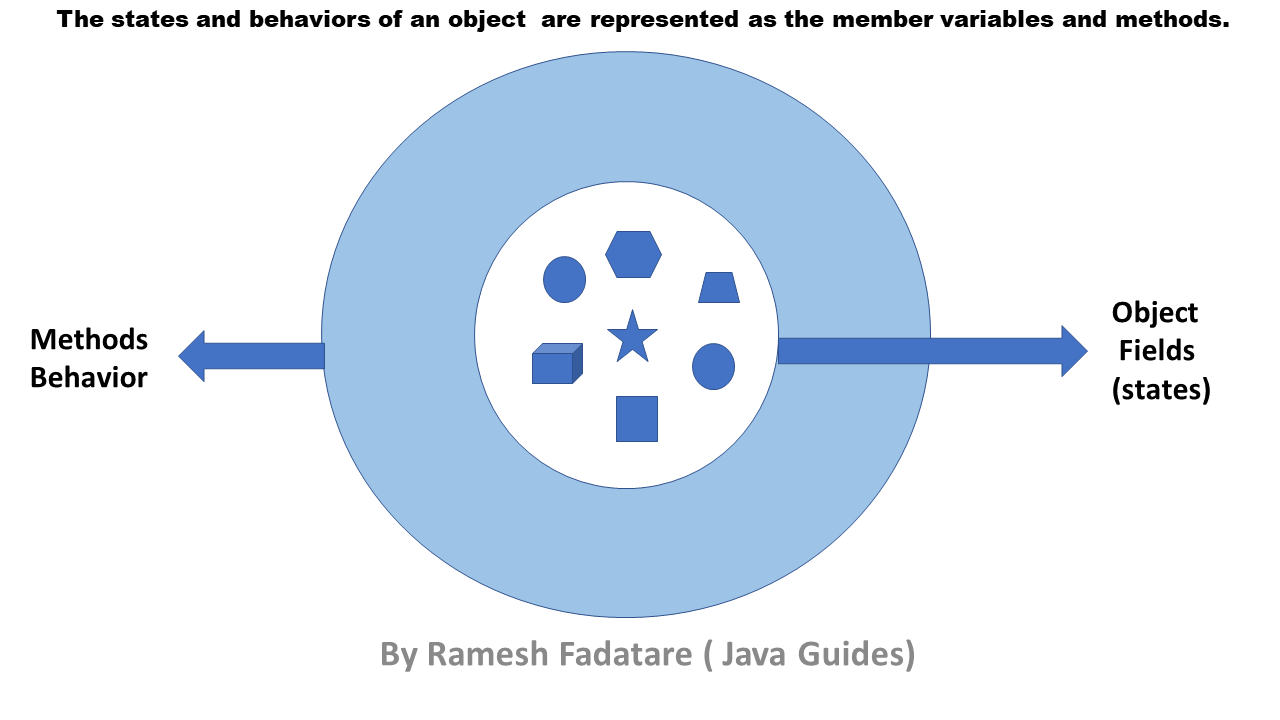 The states and behaviors of an object  are represented as the member variables and methods.
Methods
Behavior
Object
Fields
(states)
By Ramesh Fadatare ( Java Guides)